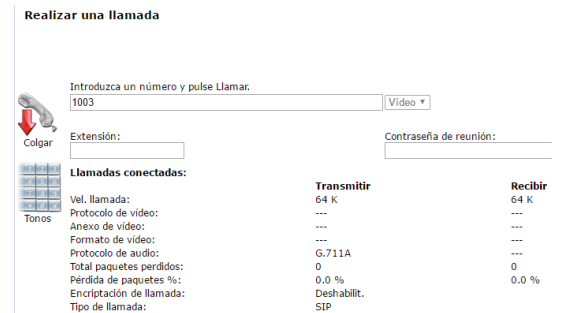 Realizar una llamada
Introduzca un número y pulse Llamar.
1003 Vídeo
Colgar
Extensión: Contraseña de reunión:
Llamadas conectadas:
Transmitir Recibir
Vel. llamada: 64 K 64 K
Protocolo de vídeo: --- ---
Anexo de vídeo: --- ---
Formato de vídeo: --- ---
Protocolo de audio: G.711A ---
Total paquetes perdidos: 0 0
Pérdida de paquetes %: 0.0 % 0.0 %
Encriptación de llamada: Deshabilit.
Tipo de llamada: SIP
Tonos